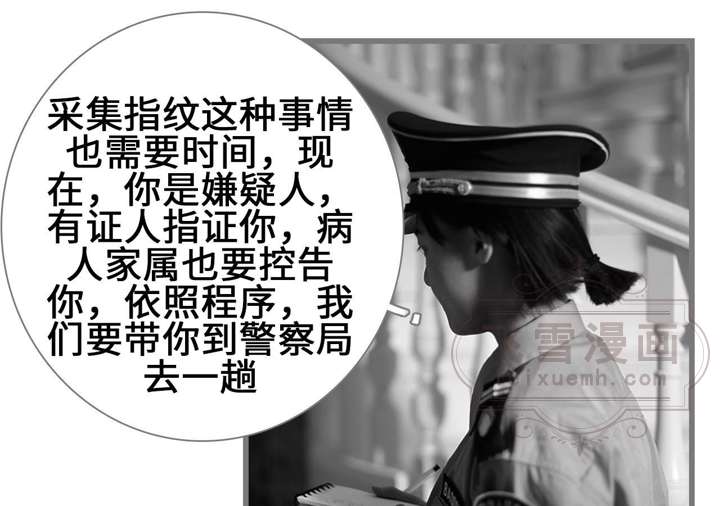 采集指纹这种事情
也需要时间，现
在，你是嫌疑人，
有证人指证你，病
人家属也要控告
你，依照程序，我
们要带你到警察局
去一趟
雪漫画
ixuemh.com